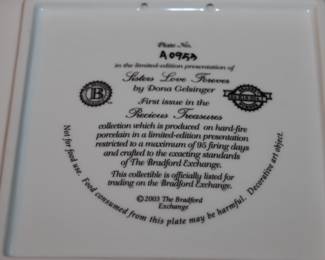 Plate No.
A0953
in the limited-edition presentation of
Sisters Love Forever
by Dona Gelsinger
First issue in the
Precious Treasures
collection which is produced on hard-fire
porcelain in a limited-edition presentation
restricted to a maximum of 95 firing days
and crafted to the exacting standards
of The Bradford Exchange.
This collectible is officially listed for
trading on the Bradford Exchange.
©2003 The Bradford
Exchange
Not for food use. Food consumed from this plate may be harmful. Decorative art object.
B